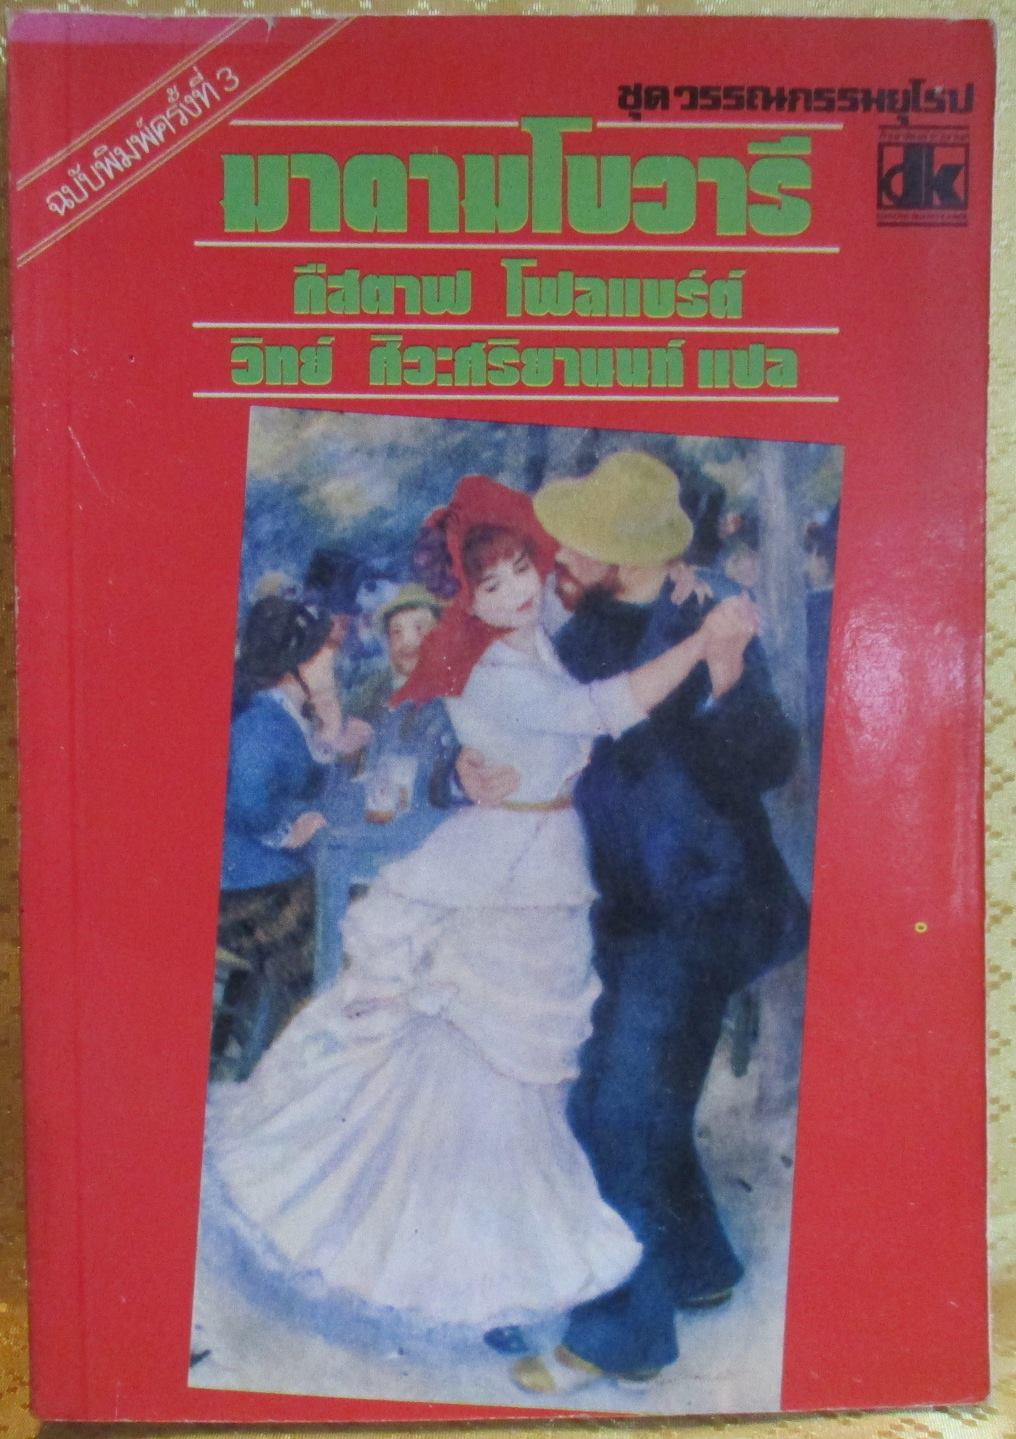 ฉบับพิมพ์ครั้งที่ 3
ชุดวรรณกรรมยุโรป
dk
มาดามโบวารี
กีสตาฟ โฟลแบร์ต์
วิทย์ ศิวะศริยานนท์ แปล